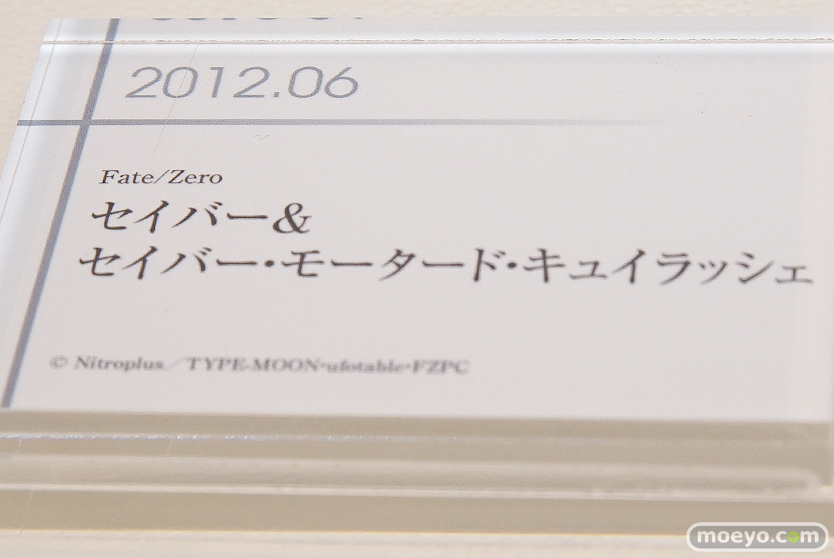 2012.06
Fate/Zero
セイバー&
セイバー・モータード・キュイラッシェ
© Nitroplus／TYPE-MOON・ufotable・FZPC
moeyo.com